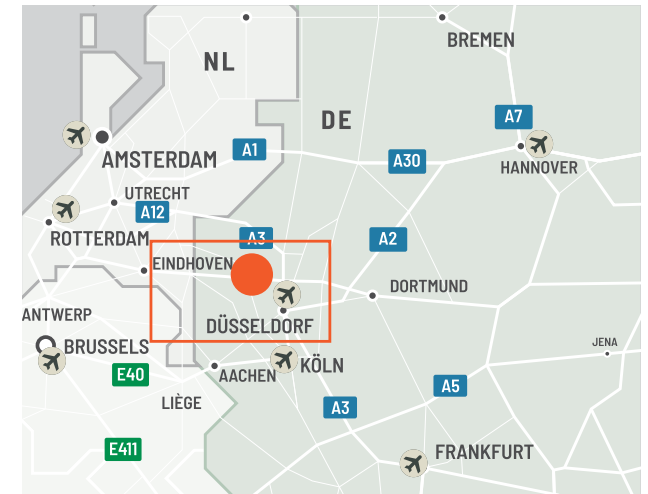 BREMEN
NL
DE
A7
A1
A30
HANNOVER
AMSTERDAM
UTRECHT
A12
ROTTERDAM
A3
A2
EINDHOVEN
DORTMUND
ANTWERP
DÜSSELDORF
BRUSSELS
JENA
KÖLN
AACHEN
E40
A5
LIÈGE
A3
E411
FRANKFURT